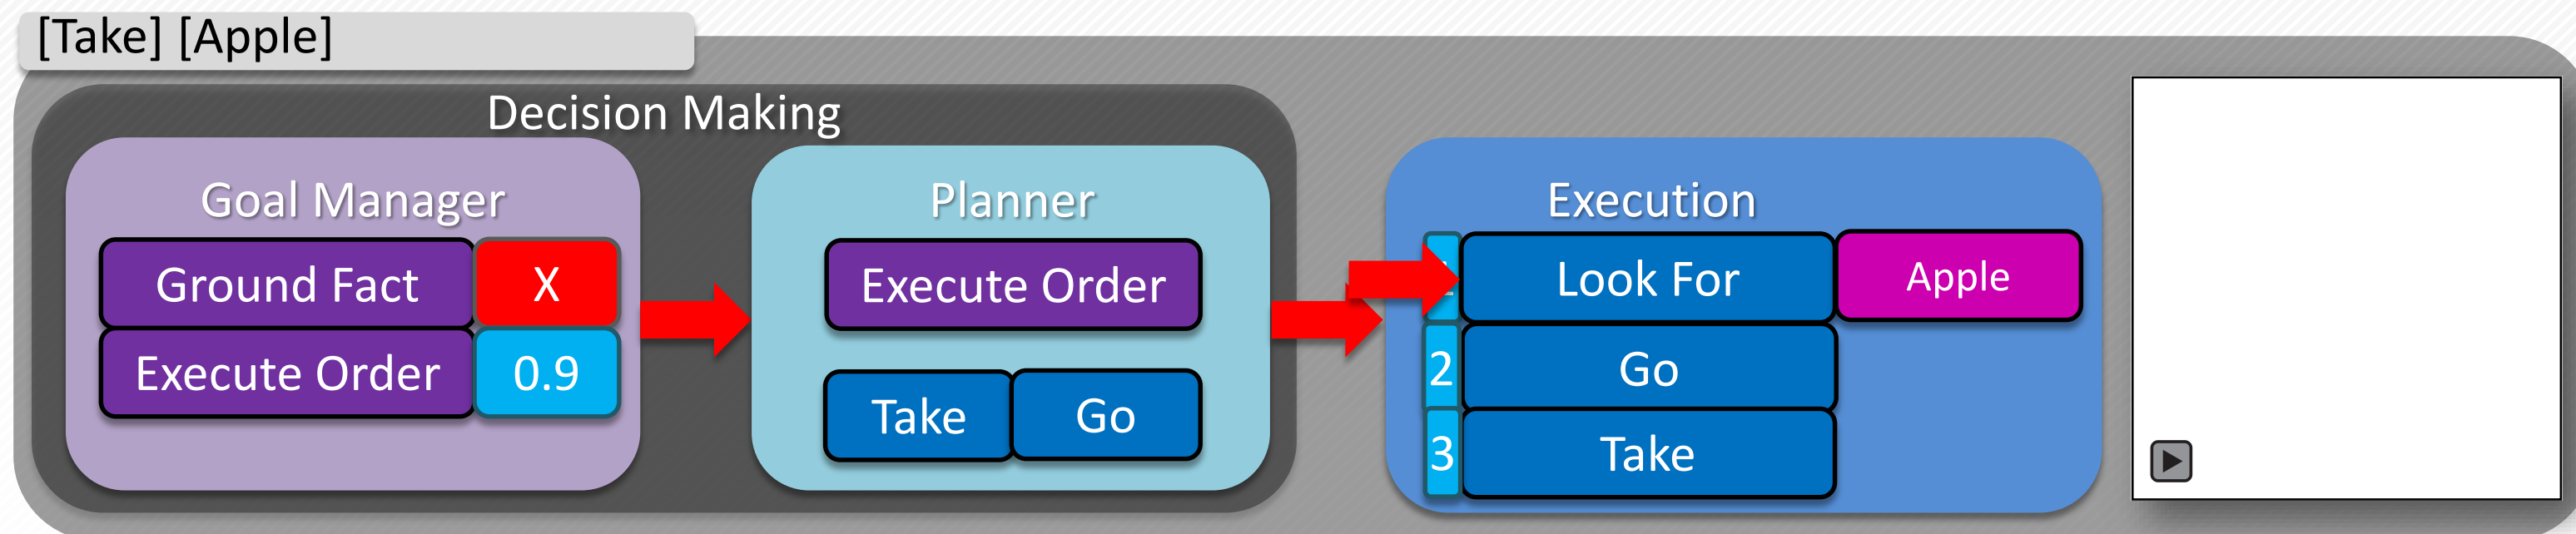 [Take] [Apple]
Decision Making
Goal Manager
Ground Fact X
Execute Order 0.9
Planner
Execute Order
Take Go
Execution
Look For Apple
2 Go
3 Take